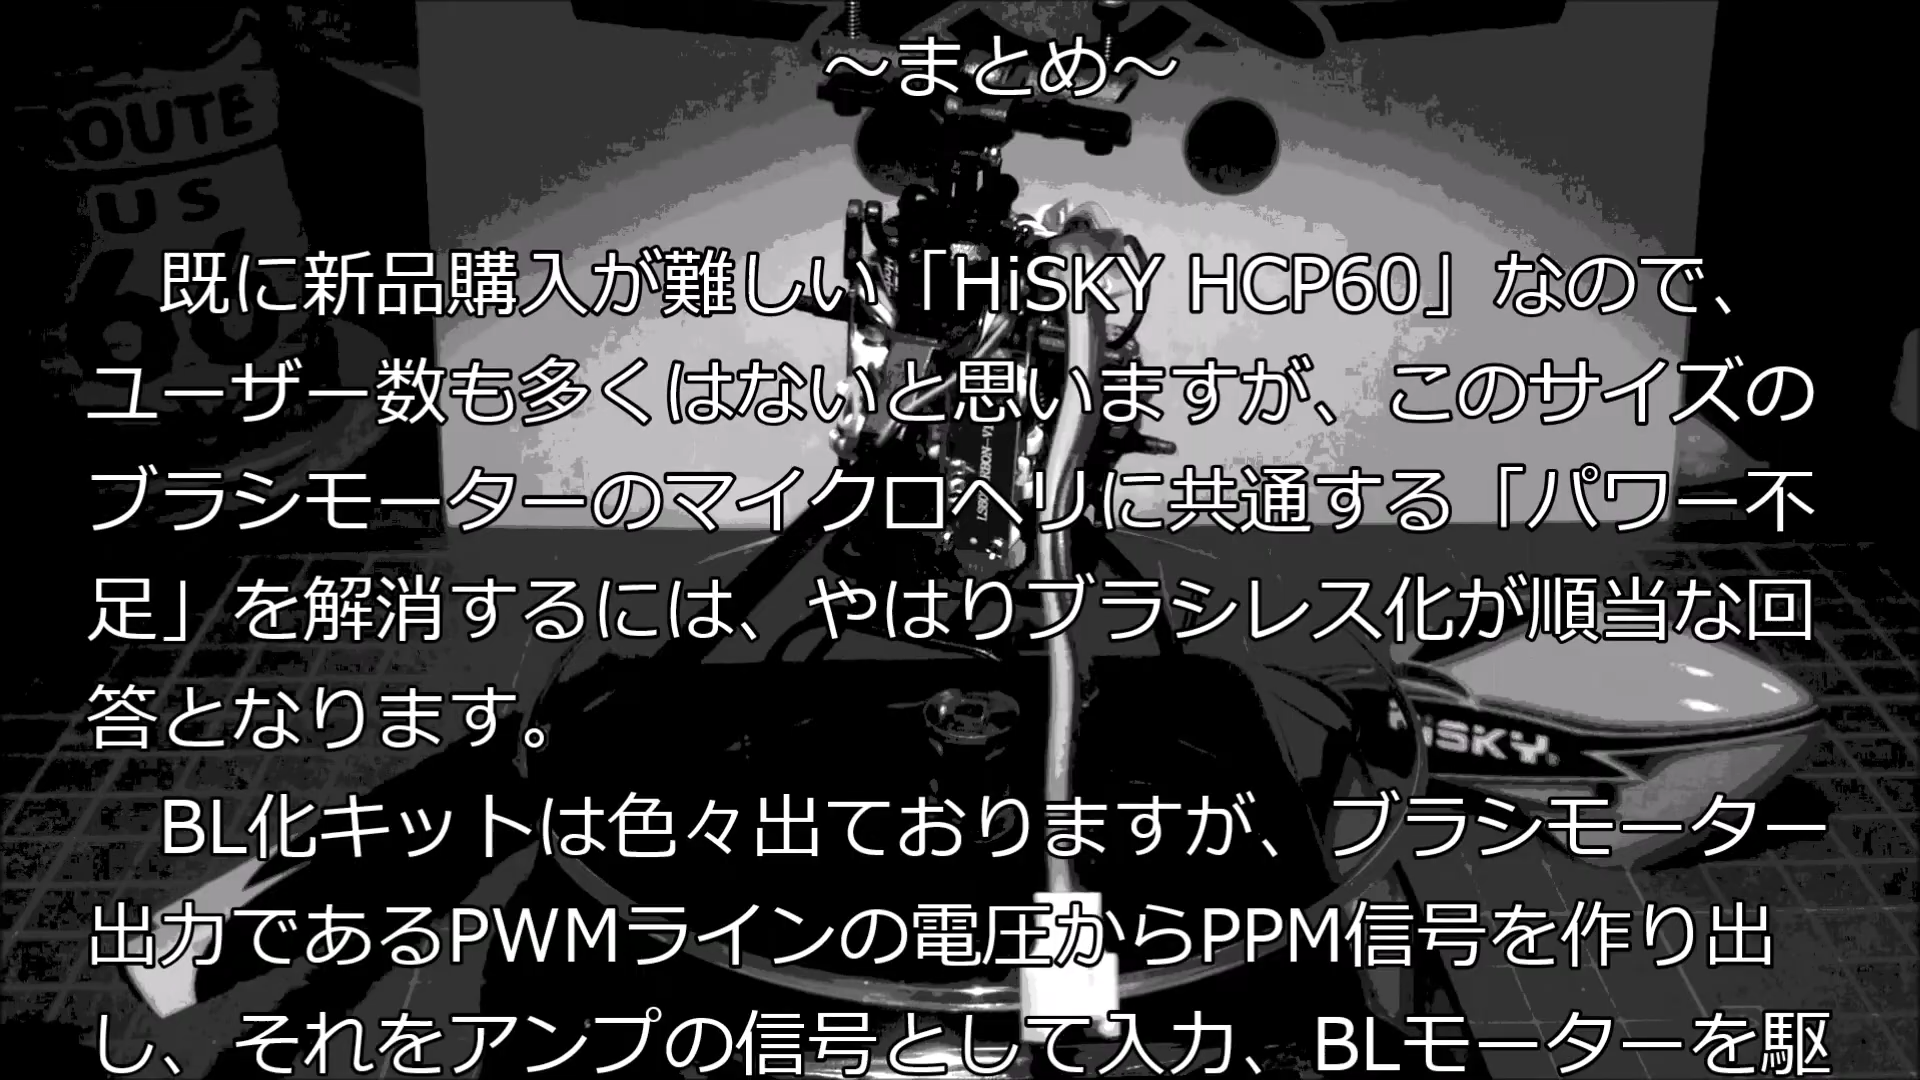 ～まとめ～
既に新品購入が難しい「HiSKY HCP60」なので、
ユーザー数も多くはないと思いますが、このサイズの
ブラシモーターのマイクロヘリに共通する「パワー不
足」を解消するには、やはりブラシレス化が順当な回
答となります。
BL化キットは色々出ておりますが、ブラシモーター
出力であるPWMラインの電圧からPPM信号を作り出
し、それをアンプの信号として入力、BLモーターを駆
ROUTE
US
66
HiSKY